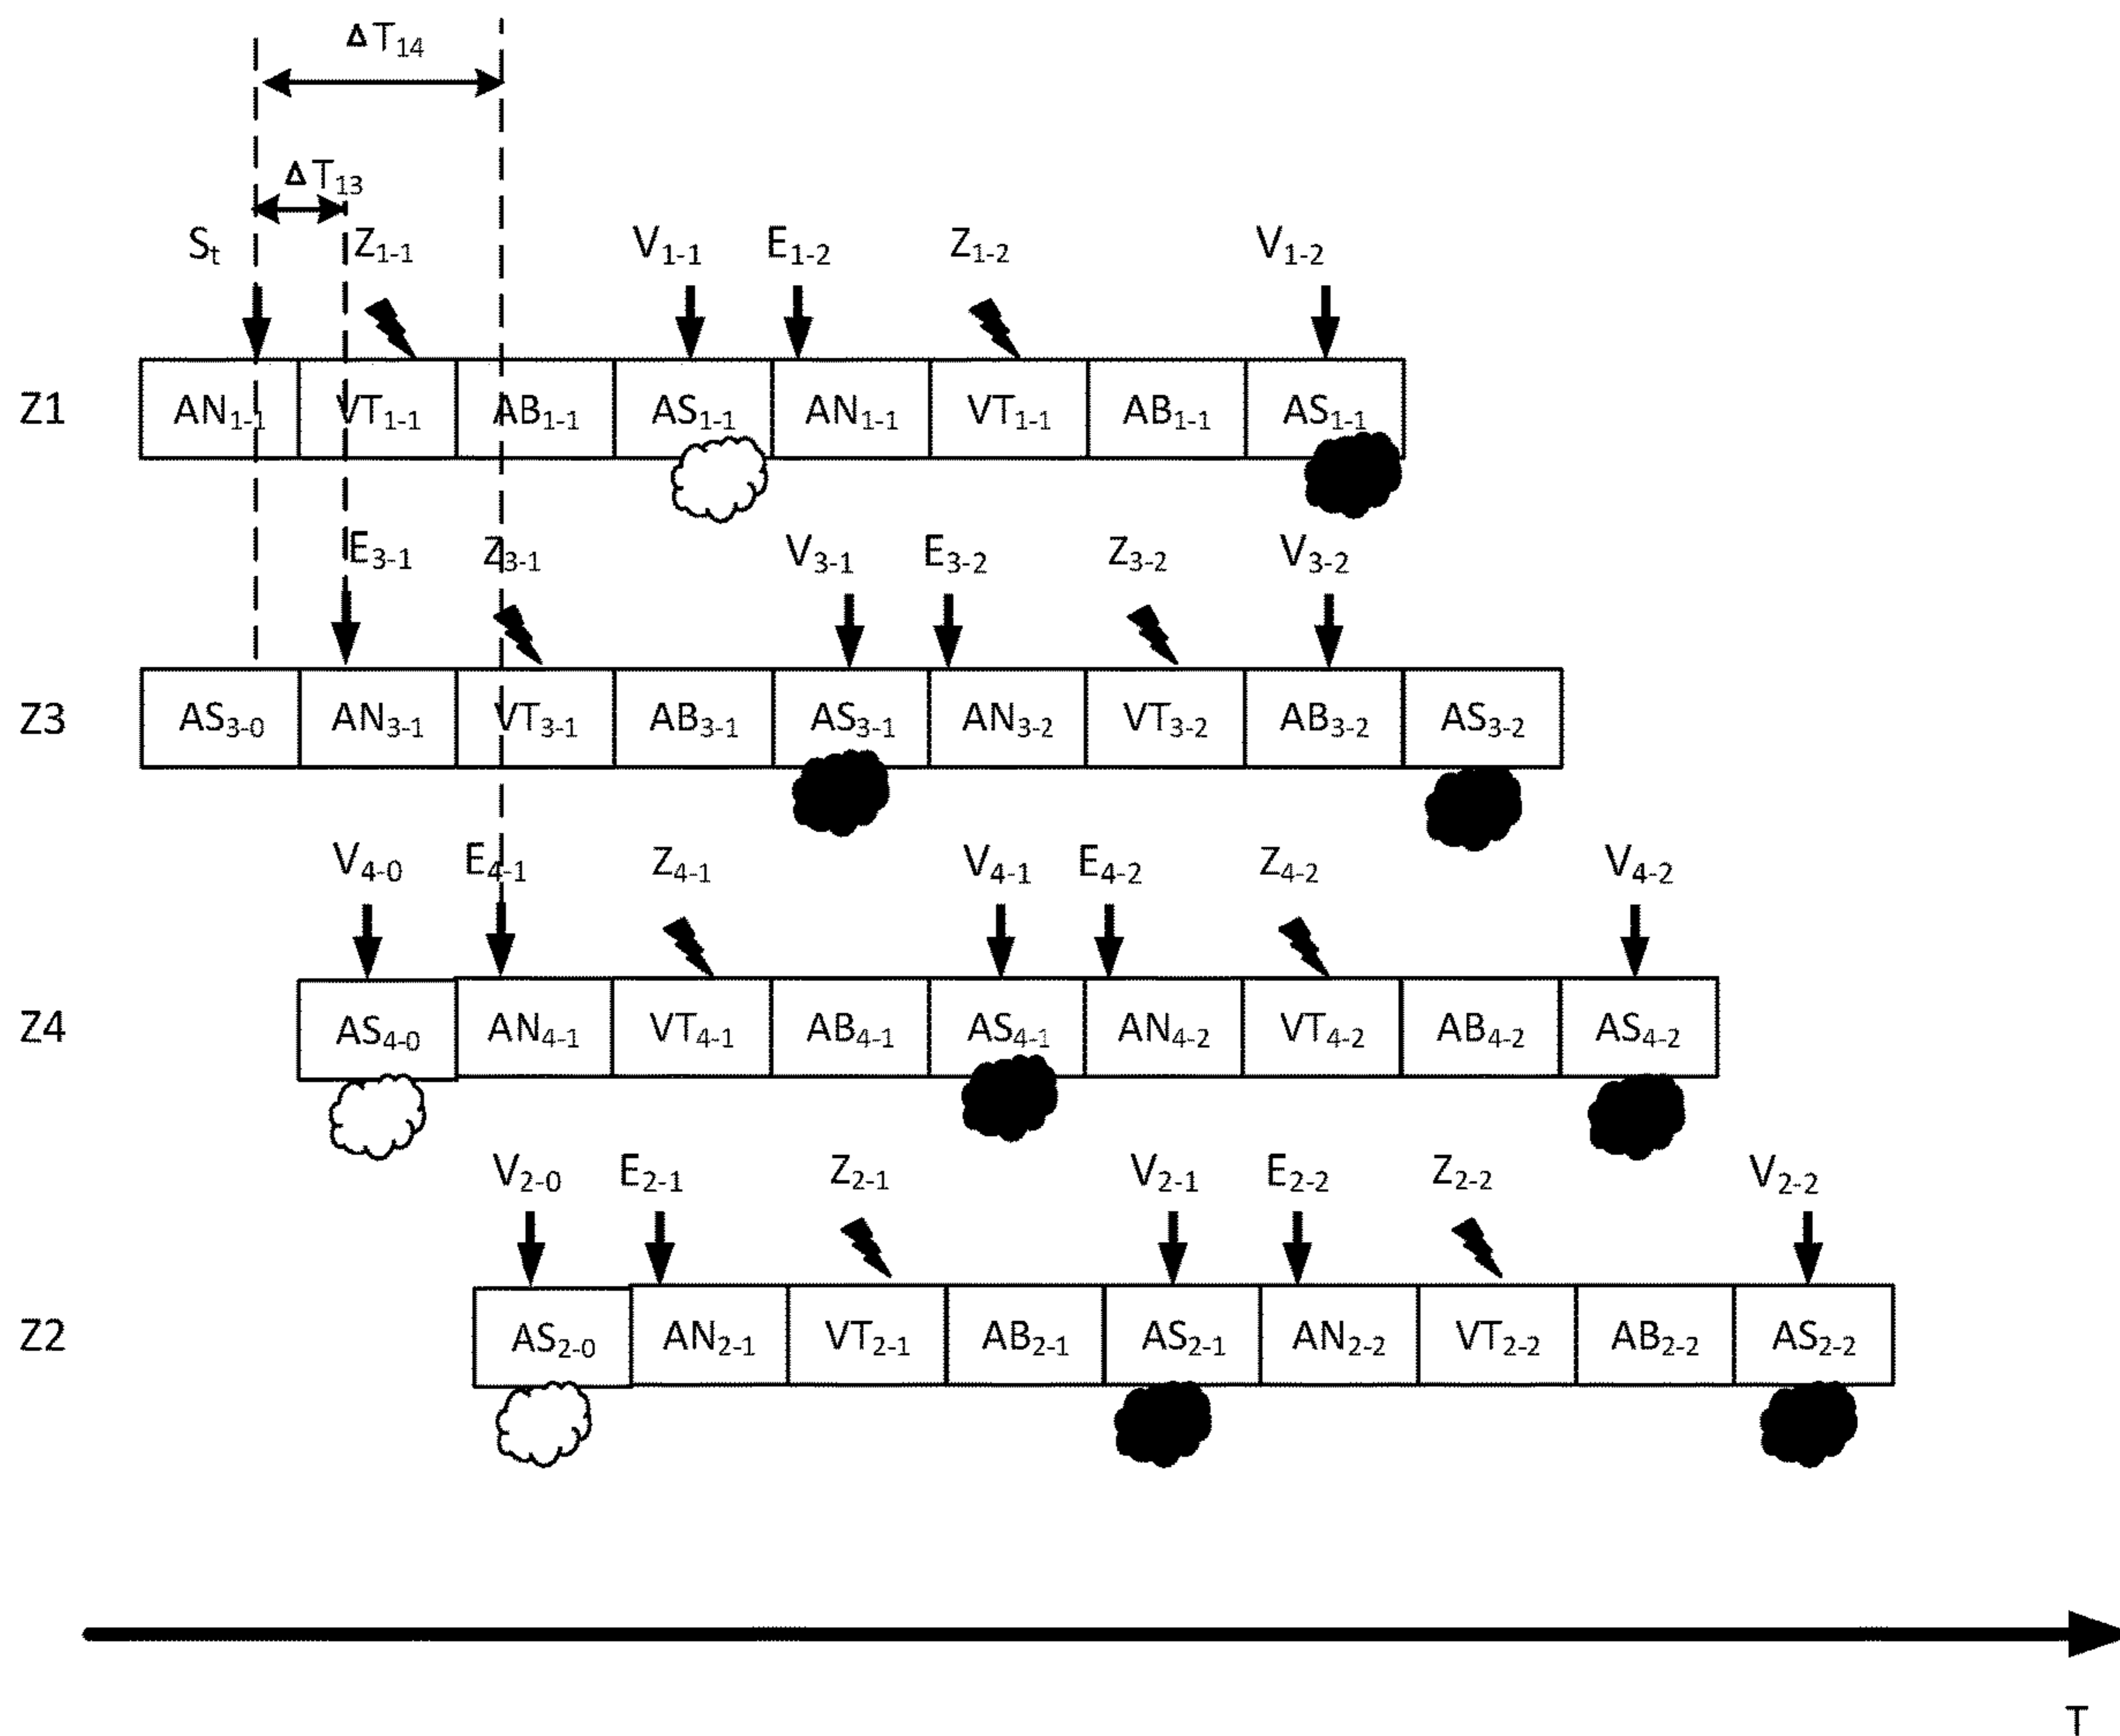 ΔT14
ΔT13
St Z1-1 V1-1 E1-2 Z1-2 V1-2
Z1 AN1-1 VT1-1 AB1-1 AS1-1 AN1-1 VT1-1 AB1-1 AS1-1
E3-1 Z3-1 V3-1 E3-2 Z3-2 V3-2
Z3 AS3-0 AN3-1 VT3-1 AB3-1 AS3-1 AN3-2 VT3-2 AB3-2 AS3-2
V4-0 E4-1 Z4-1 V4-1 E4-2 Z4-2 V4-2
Z4 AS4-0 AN4-1 VT4-1 AB4-1 AS4-1 AN4-2 VT4-2 AB4-2 AS4-2
V2-0 E2-1 Z2-1 V2-1 E2-2 Z2-2 V2-2
Z2 AS2-0 AN2-1 VT2-1 AB2-1 AS2-1 AN2-2 VT2-2 AB2-2 AS2-2
T